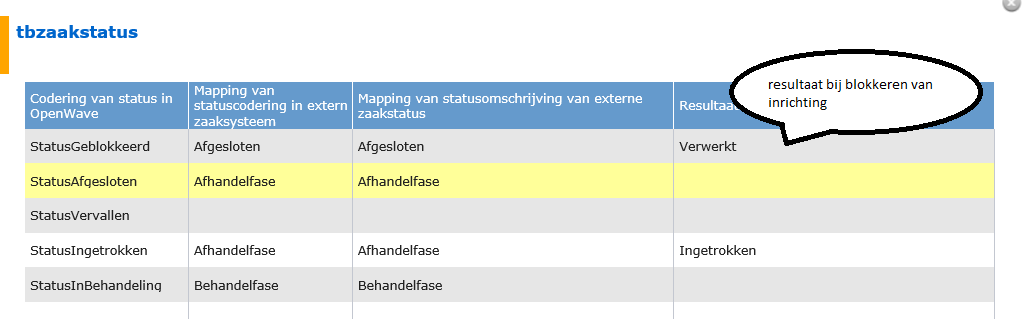 tbzaakstatus
resultaat bij blokkeren van
inrichting
Codering van status in
OpenWave
Mapping van
statuscodering in extern
zaaksysteem
Mapping van statusomschrijving van externe
zaakstatus
Resultaat
StatusGeblokkeerd Afgesloten Afgesloten Verwerkt
StatusAfgesloten Afhandelfase Afhandelfase
StatusVervallen
StatusIngetrokken Afhandelfase Afhandelfase Ingetrokken
StatusInBehandeling Behandelfase Behandelfase